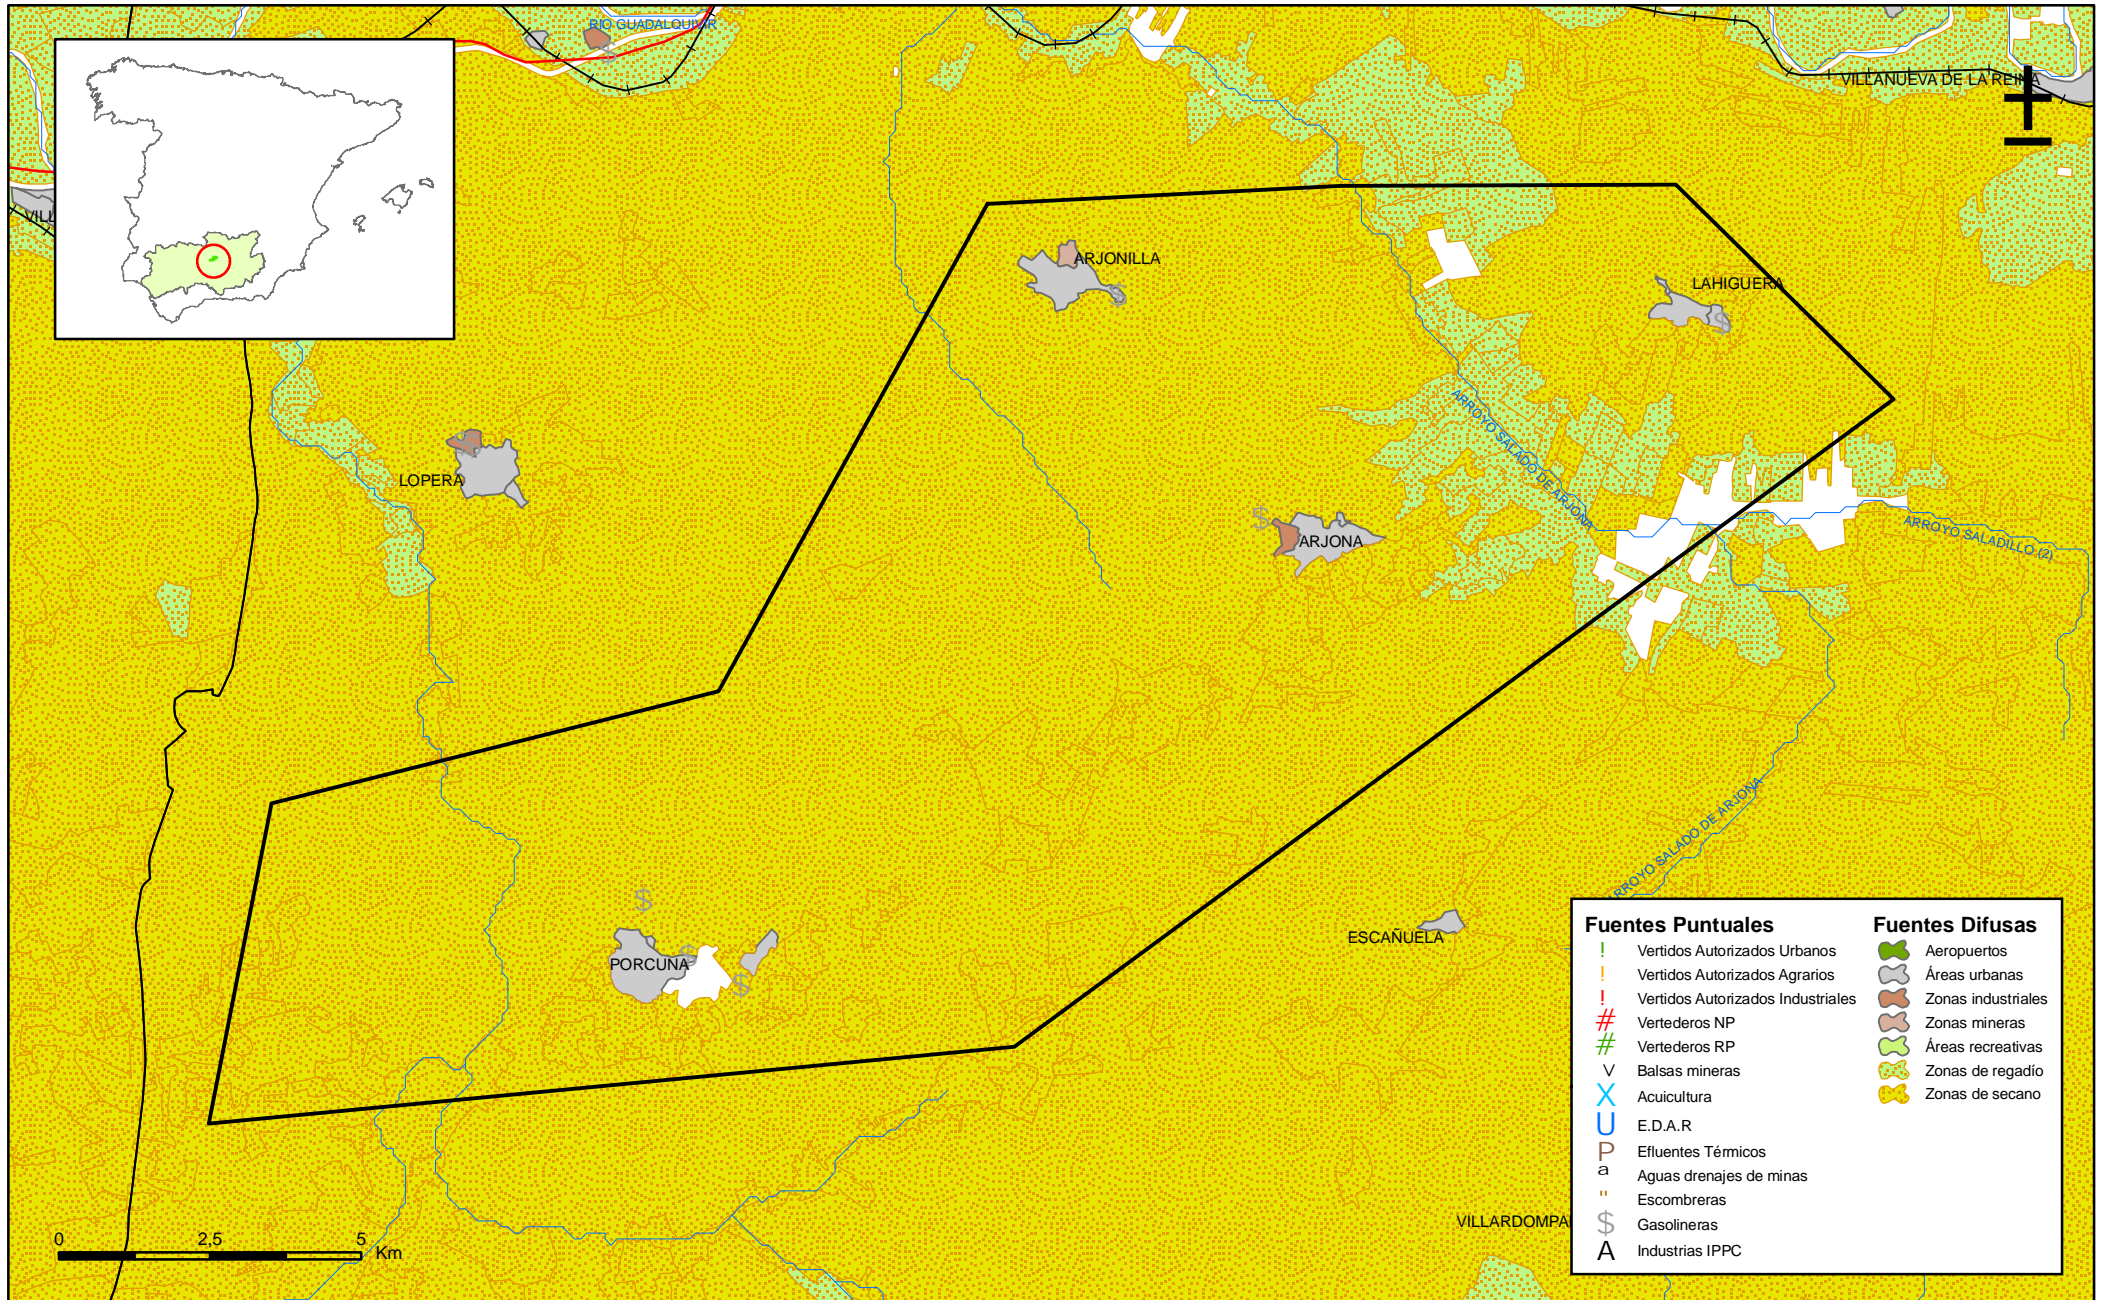 RIO GUADALQUIVIR
VILLANUEVA DE LA REINA
VILL
ARJONILLA
LAHIGUERA
ARROYO SALADO DE ARJONA
LOPERA
ARJONA
ARROYO SALADILLO (2)
ARROYO SALADO DE ARJONA
ESCAÑUELA
PORCUNA
VILLARDOMPA
0 2,5 5 Km
Fuentes Puntuales
! Vertidos Autorizados Urbanos
! Vertidos Autorizados Agrarios
! Vertidos Autorizados Industriales
# Vertederos NP
# Vertederos RP
V Balsas mineras
X Acuicultura
U E.D.A.R
P Efluentes Térmicos
a Aguas drenajes de minas
" Escombreras
$ Gasolineras
A Industrias IPPC
Fuentes Difusas
Aeropuertos
Áreas urbanas
Zonas industriales
Zonas mineras
Áreas recreativas
Zonas de regadío
Zonas de secano
$
$
$
$
$
$